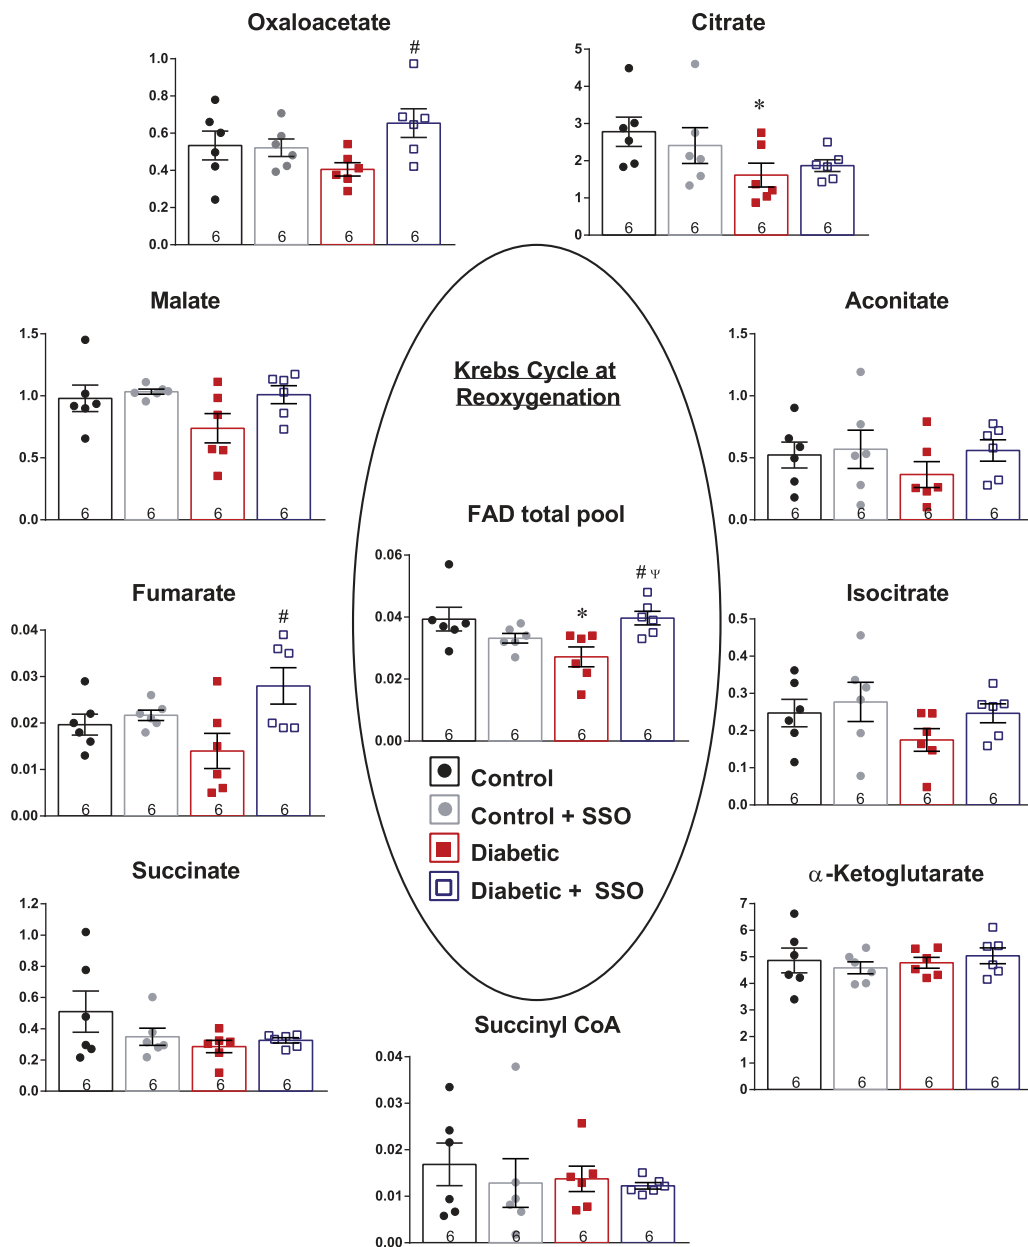 Oxaloacetate
#
1.0
0.8
0.6
0.4
0.2
0.0
6 6 6 6
Citrate
*
5
4
3
2
1
0
6 6 6 6
Malate
1.5
1.0
0.5
0.0
6 6 6 6
Krebs Cycle at
Reoxygenation
Aconitate
1.5
1.0
0.5
0.0
6 6 6 6
FAD total pool
# Ψ
*
0.06
0.04
0.02
0.00
6 6 6 6
Fumarate
#
0.04
0.03
0.02
0.01
0.00
6 6 6 6
Isocitrate
0.5
0.4
0.3
0.2
0.1
0.0
6 6 6 6
Control
Control + SSO
Diabetic
Diabetic + SSO
Succinate
1.2
1.0
0.8
0.6
0.4
0.2
0.0
6 6 6 6
α-Ketoglutarate
7
6
5
4
3
2
1
0
6 6 6 6
Succinyl CoA
0.04
0.03
0.02
0.01
0.00
6 6 6 6